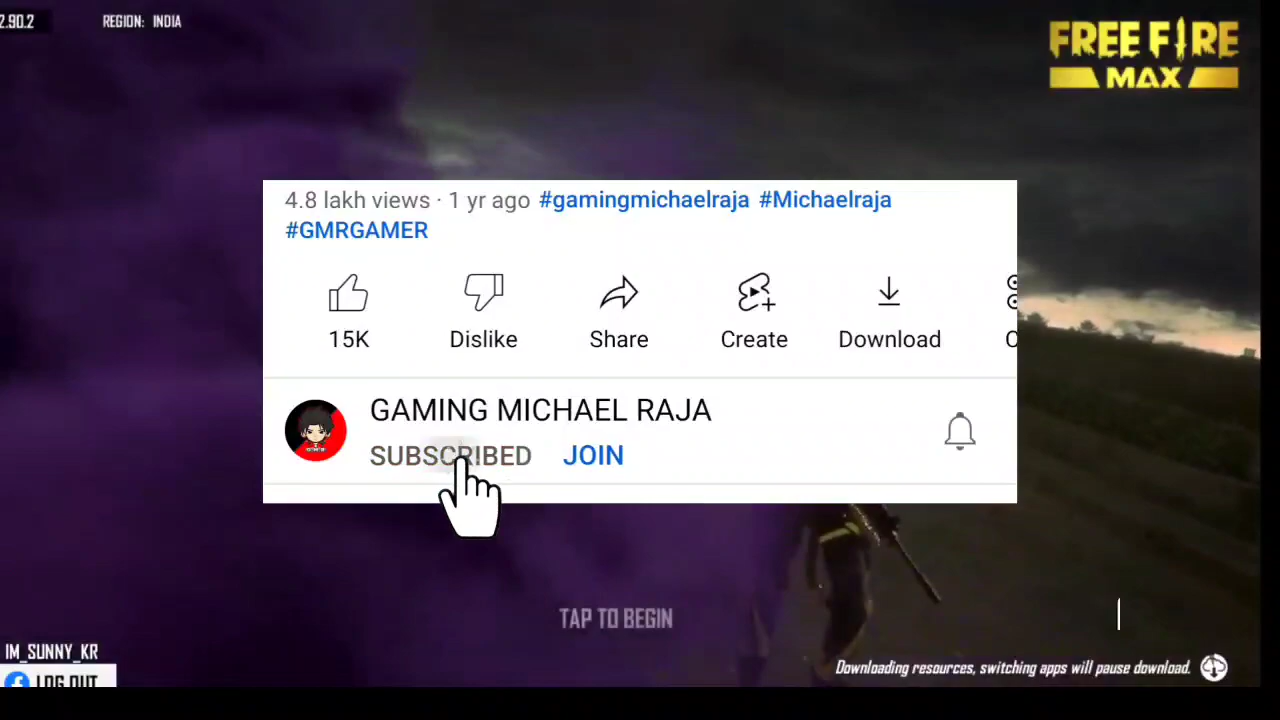 2.90.2
REGION: INDIA
FREE FIRE
MAX
4.8 lakh views · 1 yr ago #gamingmichaelraja #Michaelraja
#GMRGAMER
15K
Dislike
Share
Create
Download
GAMING MICHAEL RAJA
SUBSCRIBED
JOIN
TAP TO BEGIN
IM_SUNNY_KR
LOG OUT
Downloading resources, switching apps will pause download.